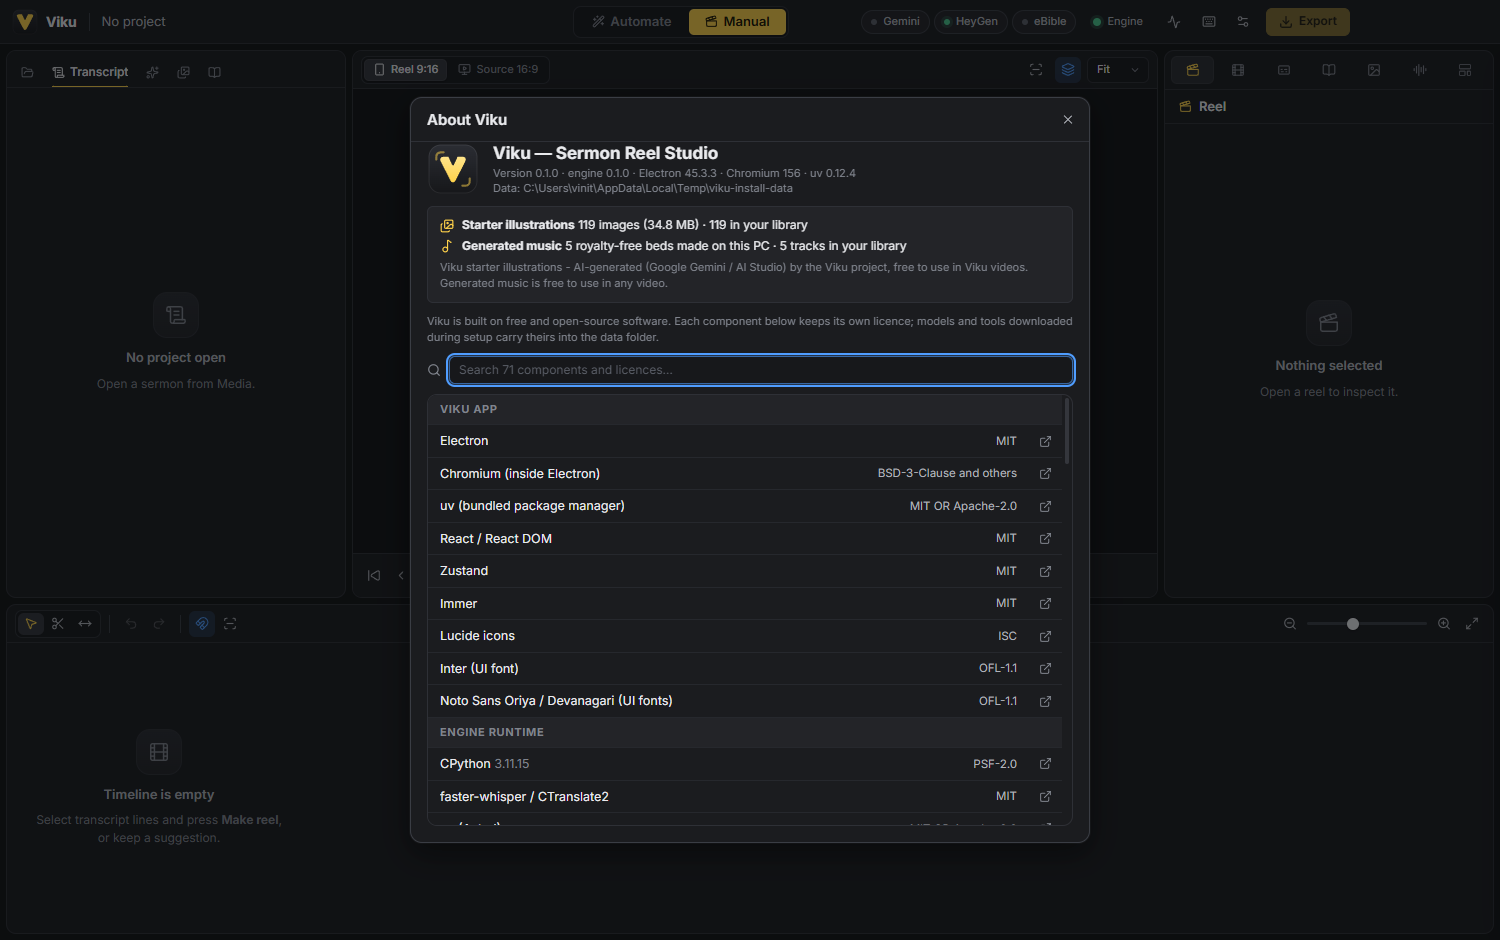 Viku
No project
Automate
Manual
Gemini
HeyGen
eBible
Engine
Export
Transcript
Reel 9:16
Source 16:9
Fit
Reel
No project open
Open a sermon from Media.
Nothing selected
Open a reel to inspect it.
About Viku
Viku — Sermon Reel Studio
Version 0.1.0 · engine 0.1.0 · Electron 45.3.3 · Chromium 156 · uv 0.12.4
Data: C:\Users\vinit\AppData\Local\Temp\viku-install-data
Starter illustrations 119 images (34.8 MB) · 119 in your library
Generated music 5 royalty-free beds made on this PC · 5 tracks in your library
Viku starter illustrations - AI-generated (Google Gemini / AI Studio) by the Viku project, free to use in Viku videos.
Generated music is free to use in any video.
Viku is built on free and open-source software. Each component below keeps its own licence; models and tools downloaded
during setup carry theirs into the data folder.
Search 71 components and licences...
VIKU APP
Electron MIT
Chromium (inside Electron) BSD-3-Clause and others
uv (bundled package manager) MIT OR Apache-2.0
React / React DOM MIT
Zustand MIT
Immer MIT
Lucide icons ISC
Inter (UI font) OFL-1.1
Noto Sans Oriya / Devanagari (UI fonts) OFL-1.1
ENGINE RUNTIME
CPython 3.11.15 PSF-2.0
faster-whisper / CTranslate2 MIT
Timeline is empty
Select transcript lines and press Make reel,
or keep a suggestion.